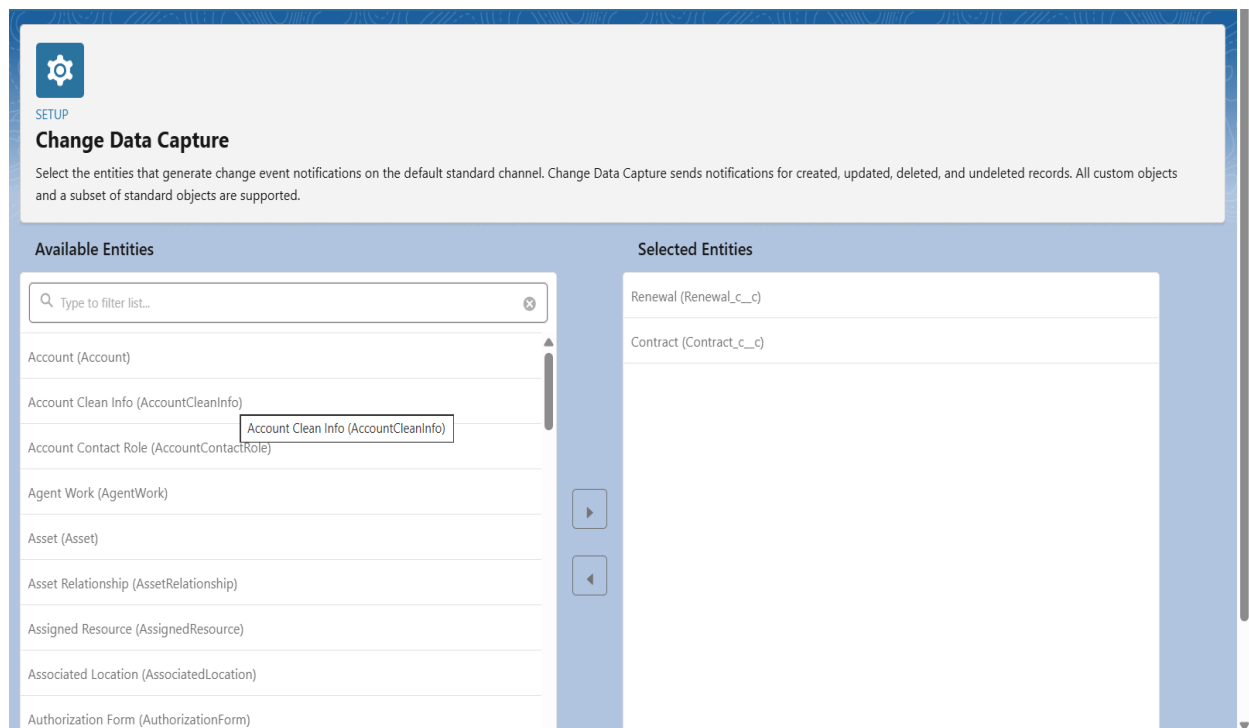 SETUP
Change Data Capture
Select the entities that generate change event notifications on the default standard channel. Change Data Capture sends notifications for created, updated, deleted, and undeleted records. All custom objects
and a subset of standard objects are supported.
Available Entities
Selected Entities
Type to filter list...
Renewal (Renewal_c__c)
Contract (Contract_c__c)
Account (Account)
Account Clean Info (AccountCleanInfo)
Account Clean Info (AccountCleanInfo)
Account Contact Role (AccountContactRole)
Agent Work (AgentWork)
Asset (Asset)
Asset Relationship (AssetRelationship)
Assigned Resource (AssignedResource)
Associated Location (AssociatedLocation)
Authorization Form (AuthorizationForm)